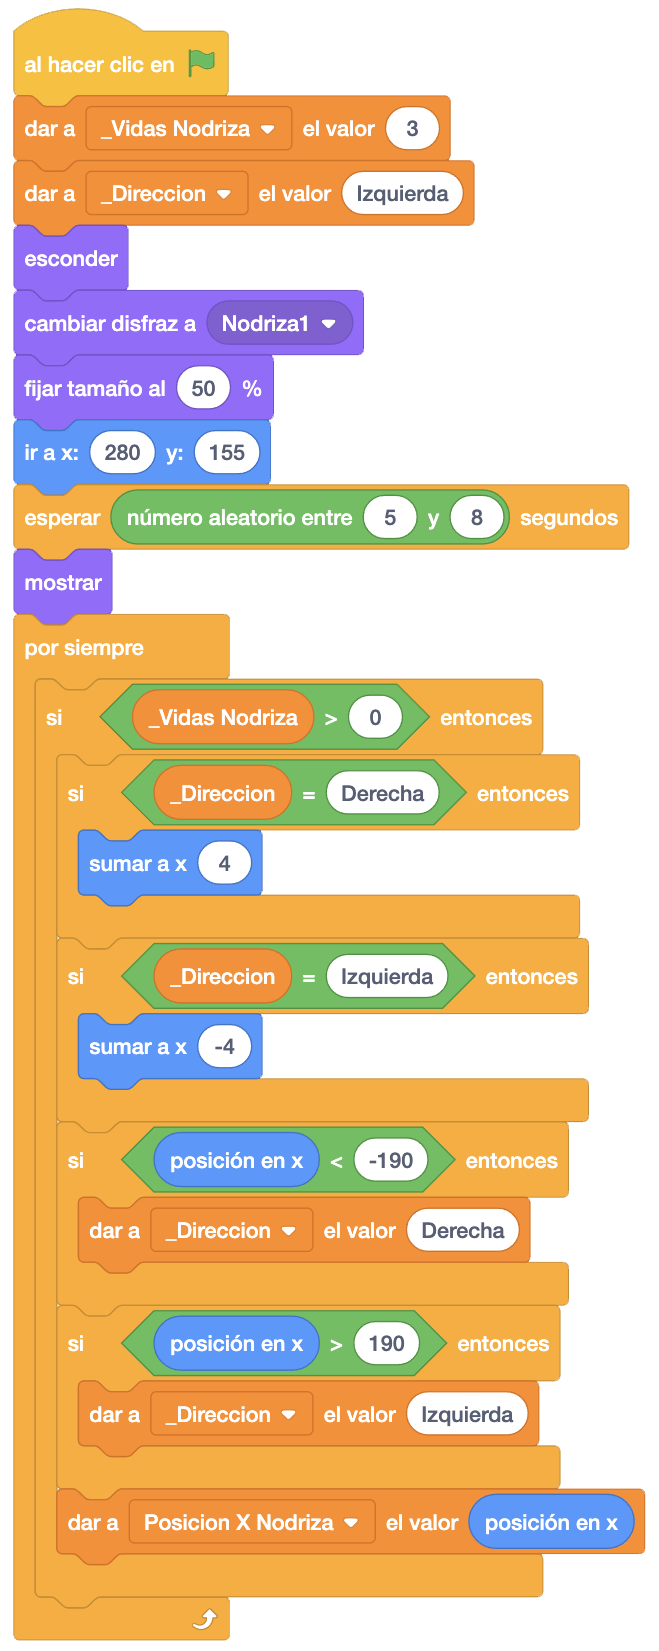 al hacer clic en
dar a _Vidas Nodriza el valor 3
dar a _Direccion el valor Izquierda
esconder
cambiar disfraz a Nodriza1
fijar tamaño al 50 %
ir a x: 280 y: 155
esperar número aleatorio entre 5 y 8 segundos
mostrar
por siempre
si _Vidas Nodriza > 0 entonces
si _Direccion = Derecha entonces
sumar a x 4
si _Direccion = Izquierda entonces
sumar a x -4
si posición en x < -190 entonces
dar a _Direccion el valor Derecha
si posición en x > 190 entonces
dar a _Direccion el valor Izquierda
dar a Posicion X Nodriza el valor posición en x